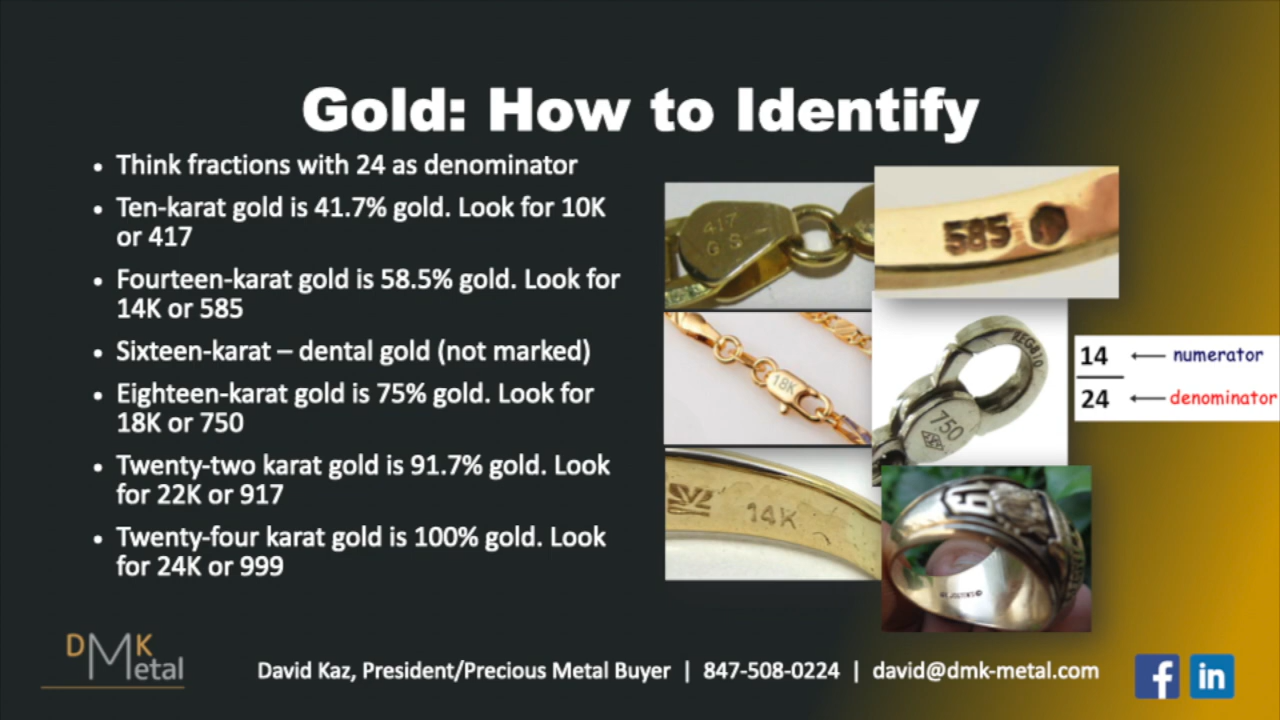 Gold: How to Identify
• Think fractions with 24 as denominator
• Ten-karat gold is 41.7% gold. Look for 10K
or 417
• Fourteen-karat gold is 58.5% gold. Look for
14K or 585
• Sixteen-karat – dental gold (not marked)
• Eighteen-karat gold is 75% gold. Look for
18K or 750
• Twenty-two karat gold is 91.7% gold. Look
for 22K or 917
• Twenty-four karat gold is 100% gold. Look
for 24K or 999
417
G S
585
18K
750
14K
14 numerator
24 denominator
DMK
Metal
David Kaz, President/Precious Metal Buyer | 847-508-0224 | david@dmk-metal.com
f in